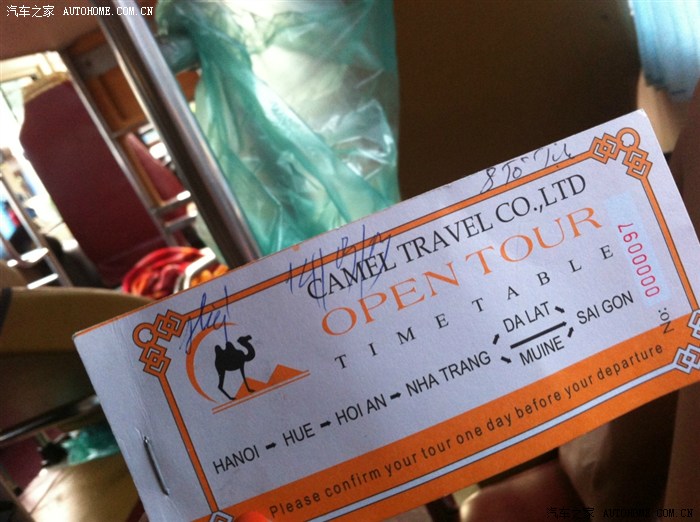 汽车之家 AUTOHOME.COM.CN
CAMEL TRAVEL CO.,LTD
OPEN TOUR
TIMETABLE
No: 0000097
HANOI ➡ HUE ➡ HOI AN ➡ NHA TRANG
DA LAT
MUINE
SAI GON
Please confirm your tour one day before your departure
汽车之家 AUTOHOME.COM.CN